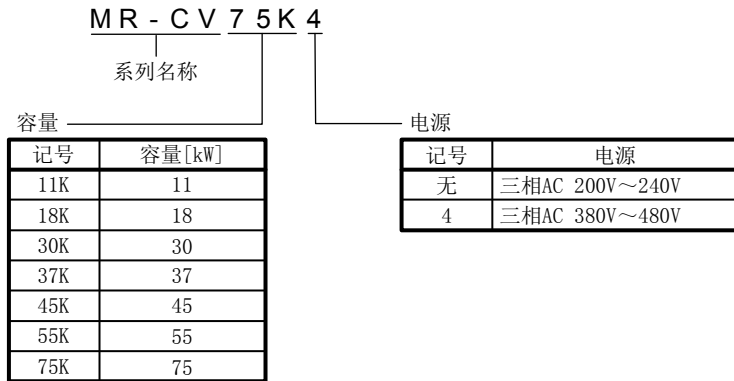 MR-CV75K4
系列名称
容量
记号 容量[kW]
11K 11
18K 18
30K 30
37K 37
45K 45
55K 55
75K 75
电源
记号 电源
无 三相AC 200V～240V
4 三相AC 380V～480V